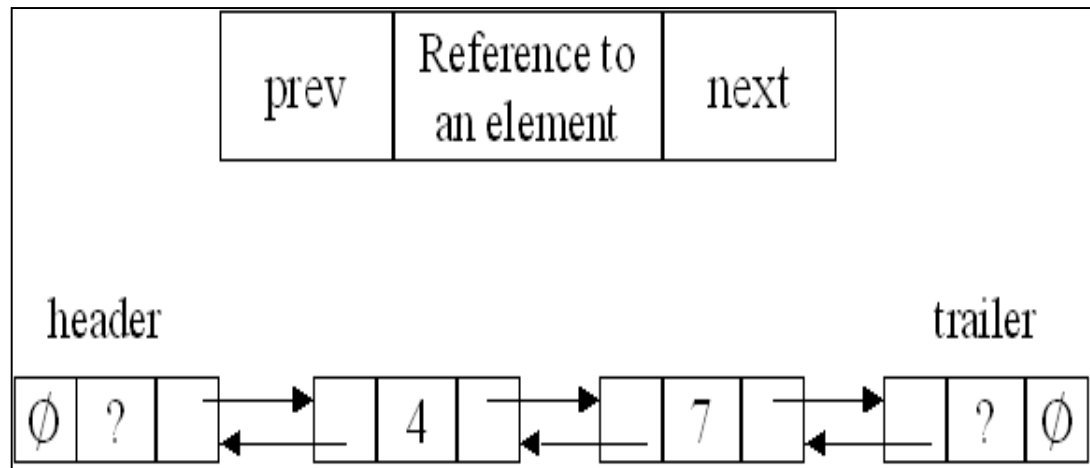 prev Reference to an element next
header trailer
∅ ? 4 7 ? ∅